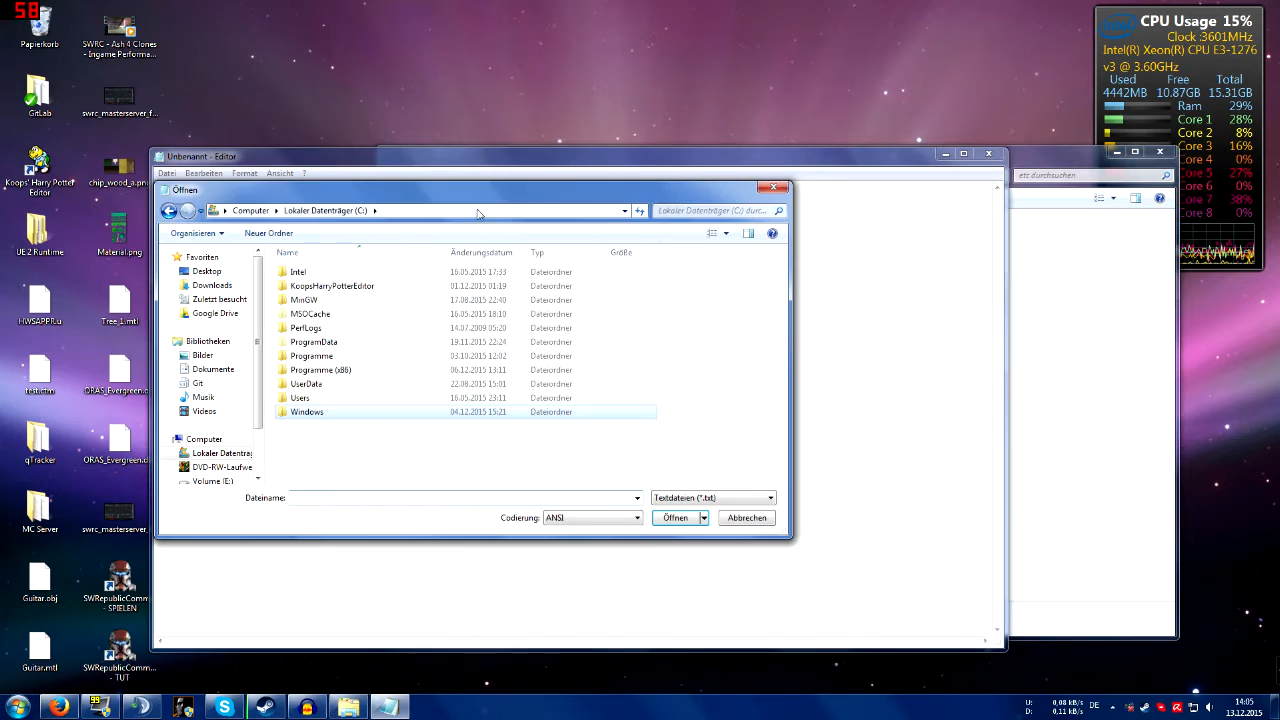 58
Papierkorb
SWRC - Ash 4 Clones - Ingame Performa...
GitLab
swrc_masterserver_f...
Koops' Harry Potter Editor
chip_wood_a.png
UE 2 Runtime
Material.png
HWSAPPR.u
Tree_1.mtl
ORAS_Evergreen.o
qTracker
ORAS_Evergreen.o
MC Server
swrc_masterserver_
Guitar.obj
SWRepublicComm... - SPIELEN
Guitar.mtl
SWRepublicComm... - TUT
CPU Usage 15%
Clock :3601MHz
Intel(R) Xeon(R) CPU E3-1276
v3 @ 3.60GHz
Used Free Total
4442MB 10.87GB 15.31GB
Ram 29%
Core 1 28%
Core 2 8%
Core 3 16%
Core 4 0%
Core 5 27%
Core 6 0%
Core 7 38%
Core 8 0%
etc durchsuchen
Unbenannt - Editor
Datei Bearbeiten Format Ansicht ?
Öffnen
Computer Lokaler Datenträger (C:)
Lokaler Datenträger (C:) durc...
Organisieren Neuer Ordner
Favoriten
Desktop
Downloads
Zuletzt besucht
Google Drive
Bibliotheken
Bilder
Dokumente
Git
Musik
Videos
Computer
Lokaler Datenträg
DVD-RW-Laufwe
Volume (E:)
Name Änderungsdatum Typ Größe
Intel 16.05.2015 17:33 Dateiordner
KoopsHarryPotterEditor 01.12.2015 01:19 Dateiordner
MinGW 17.08.2015 22:40 Dateiordner
MSOCache 16.05.2015 18:10 Dateiordner
PerfLogs 14.07.2009 05:20 Dateiordner
ProgramData 19.11.2015 22:24 Dateiordner
Programme 03.10.2015 12:02 Dateiordner
Programme (x86) 06.12.2015 13:11 Dateiordner
UserData 22.08.2015 15:01 Dateiordner
Users 16.05.2015 23:11 Dateiordner
Windows 04.12.2015 15:21 Dateiordner
Dateiname: Textdateien (*.txt)
Codierung: ANSI Öffnen Abbrechen
99
U: 0,08 kB/s
D: 0,11 kB/s
DE
14:05
13.12.2015